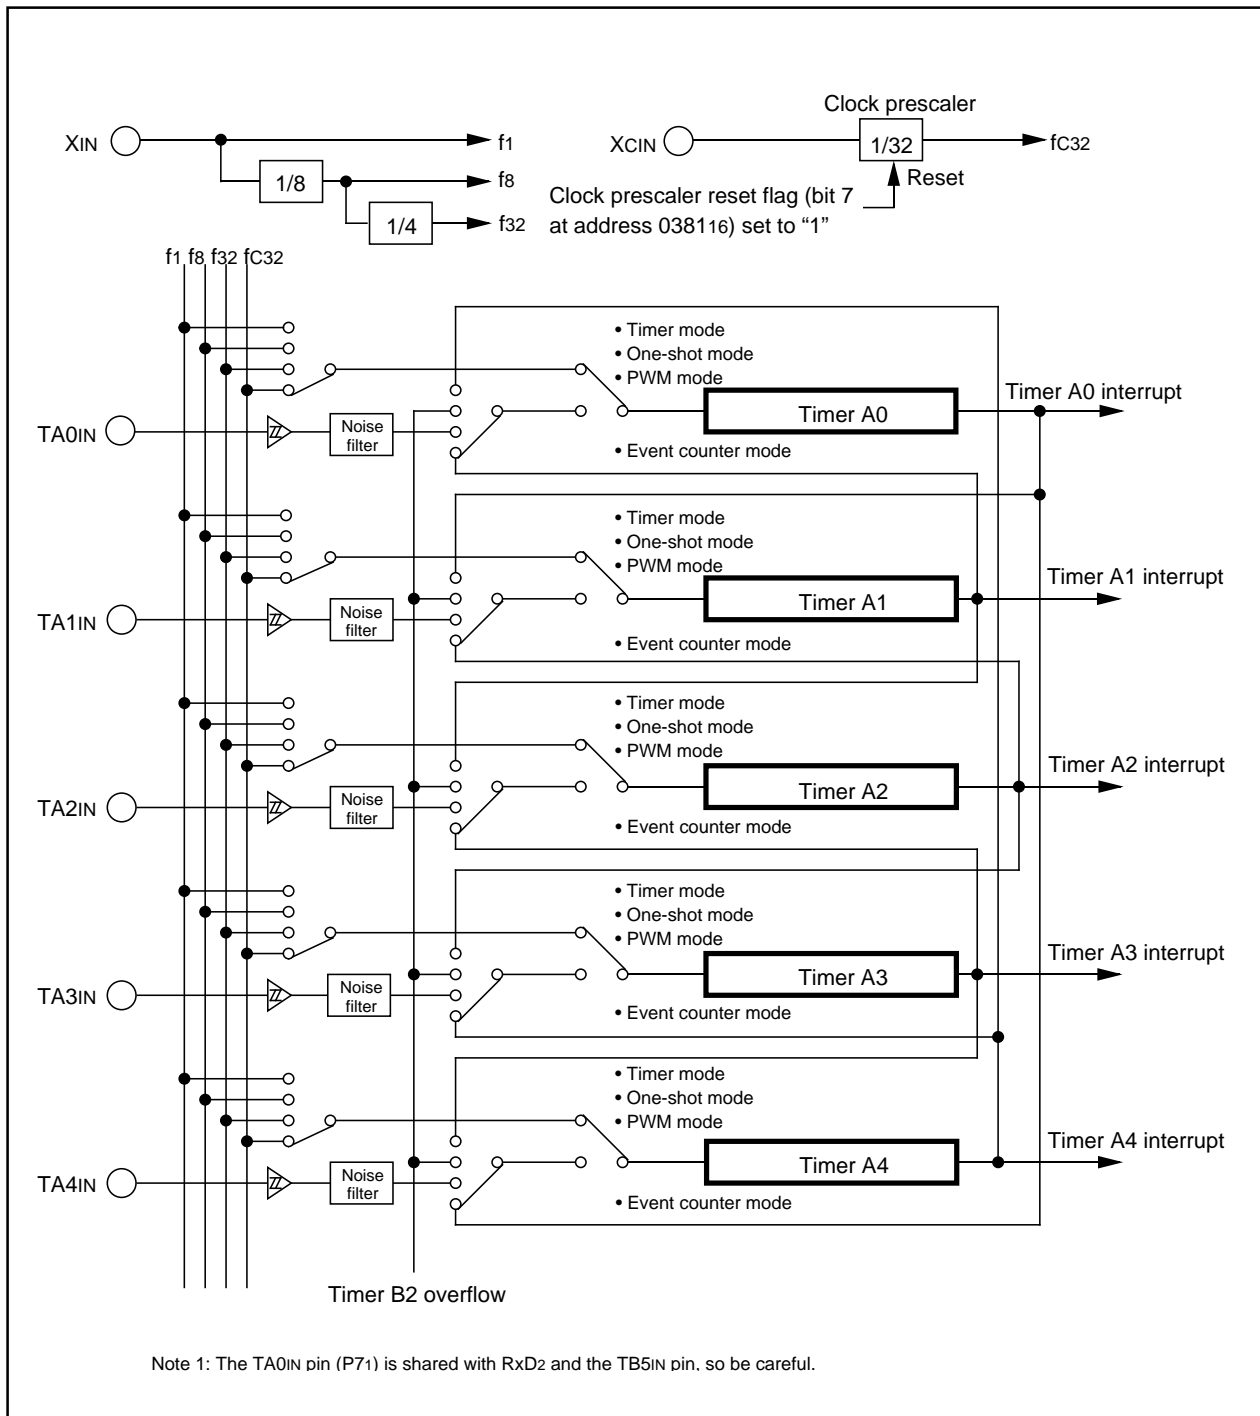 Clock prescaler
XIN
f1
XCIN
1/32
fC32
1/8
f8
Reset
Clock prescaler reset flag (bit 7
at address 038116) set to “1”
1/4
f32
f1 f8 f32 fC32
• Timer mode
• One-shot mode
• PWM mode
Timer A0 interrupt
Timer A0
TA0IN
Noise
filter
• Event counter mode
• Timer mode
• One-shot mode
• PWM mode
Timer A1 interrupt
Timer A1
TA1IN
Noise
filter
• Event counter mode
• Timer mode
• One-shot mode
• PWM mode
Timer A2 interrupt
Timer A2
TA2IN
Noise
filter
• Event counter mode
• Timer mode
• One-shot mode
• PWM mode
Timer A3 interrupt
Timer A3
TA3IN
Noise
filter
• Event counter mode
• Timer mode
• One-shot mode
• PWM mode
Timer A4 interrupt
Timer A4
TA4IN
Noise
filter
• Event counter mode
Timer B2 overflow
Note 1: The TA0IN pin (P71) is shared with RxD2 and the TB5IN pin, so be careful.